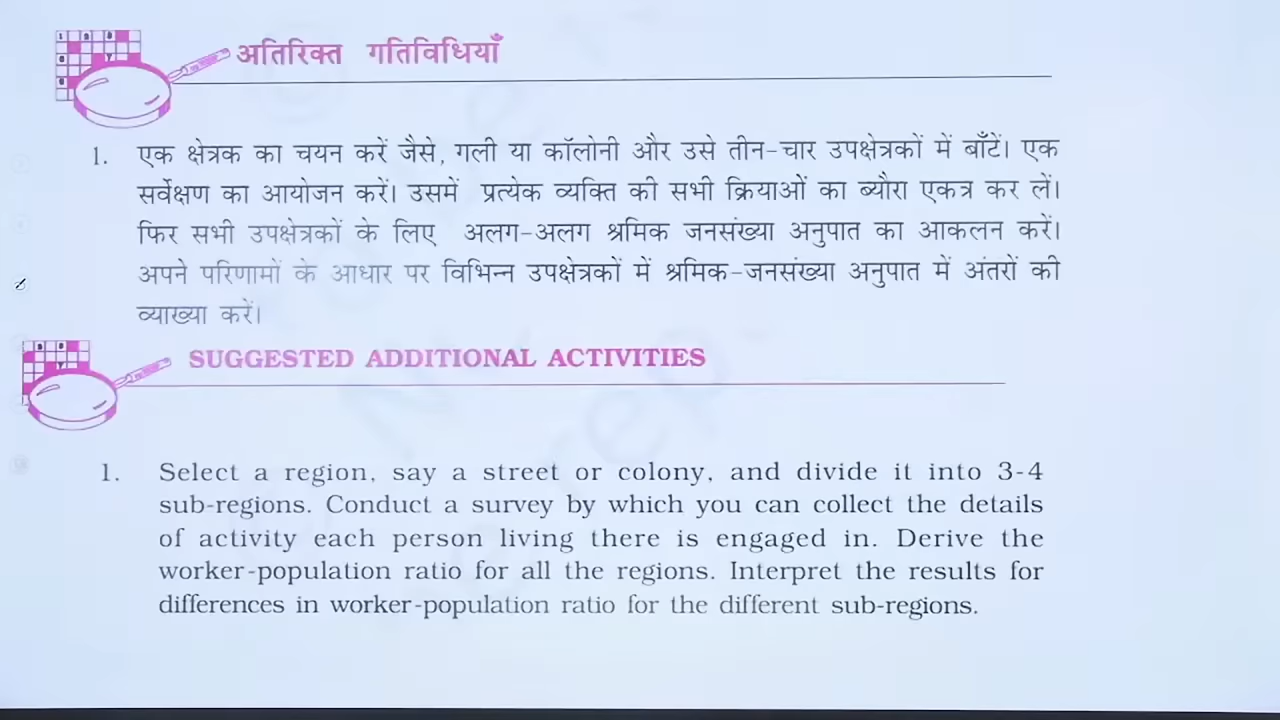 अतिरिक्त गतिविधियाँ
1. एक क्षेत्रक का चयन करें जैसे, गली या कॉलोनी और उसे तीन-चार उपक्षेत्रकों में बाँटें। एक
सर्वेक्षण का आयोजन करें। उसमें प्रत्येक व्यक्ति की सभी क्रियाओं का ब्यौरा एकत्र कर लें।
फिर सभी उपक्षेत्रकों के लिए अलग-अलग श्रमिक जनसंख्या अनुपात का आकलन करें।
अपने परिणामों के आधार पर विभिन्न उपक्षेत्रकों में श्रमिक-जनसंख्या अनुपात में अंतरों की
व्याख्या करें।
SUGGESTED ADDITIONAL ACTIVITIES
1. Select a region, say a street or colony, and divide it into 3-4
sub-regions. Conduct a survey by which you can collect the details
of activity each person living there is engaged in. Derive the
worker-population ratio for all the regions. Interpret the results for
differences in worker-population ratio for the different sub-regions.